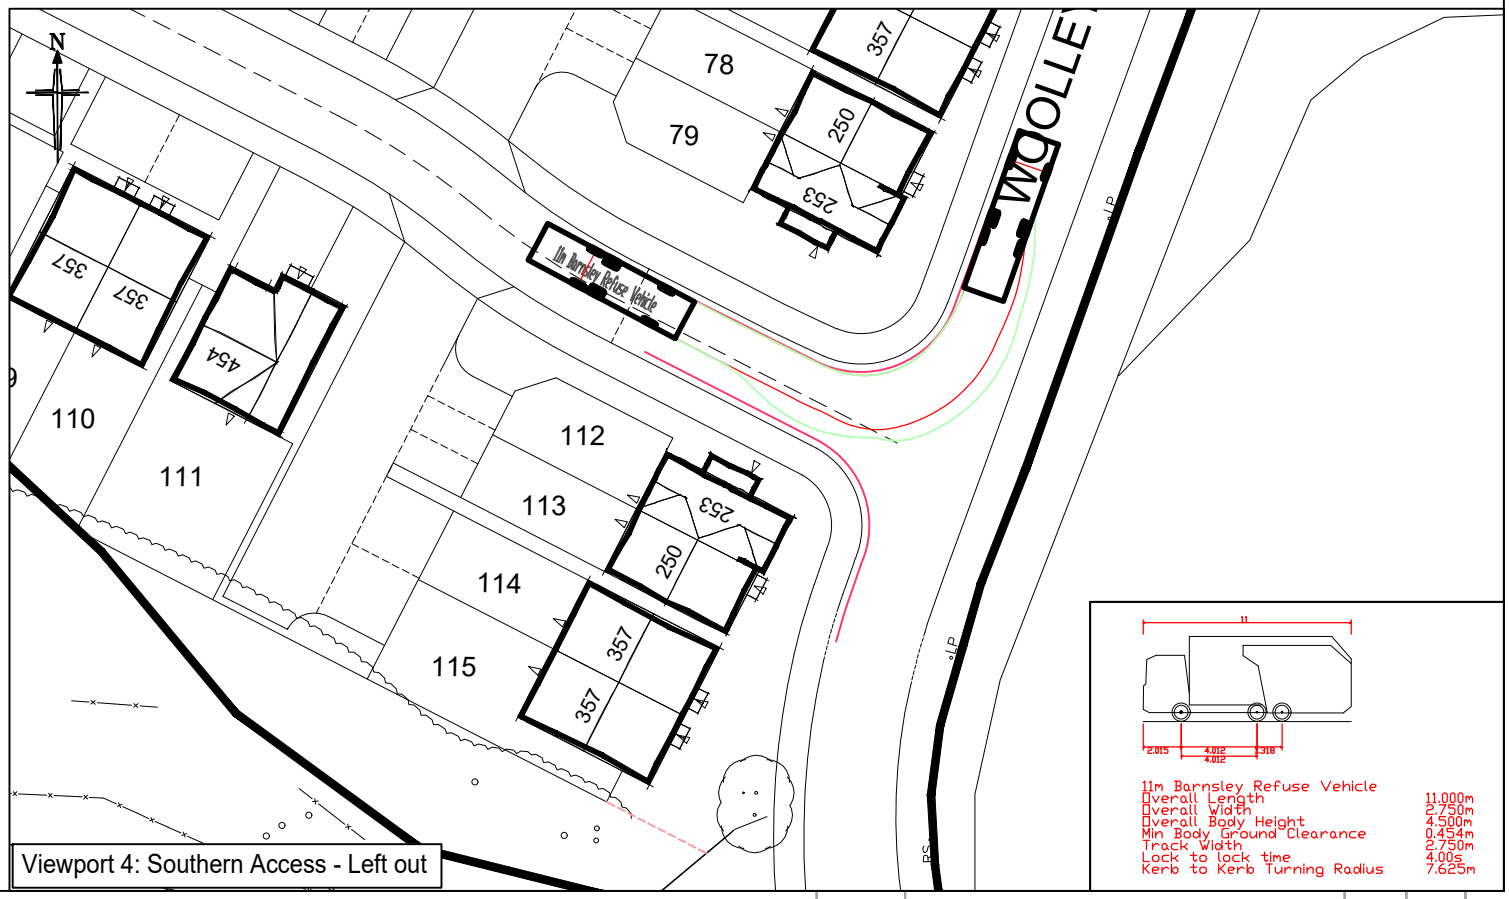 N
78
79
357
250
253
WOOLLEY
LP
11m Barnsley Refuse Vehicle
357
357
454
110
111
112
113
114
115
253
250
357
357
LP
RS
Viewport 4: Southern Access - Left out
11
2.015
4.012
1.318
4.012
11m Barnsley Refuse Vehicle
Overall Length 11.000m
Overall Width 2.750m
Overall Body Height 4.500m
Min Body Ground Clearance 0.454m
Track Width 2.750m
Lock to lock time 4.00s
Kerb to Kerb Turning Radius 7.625m